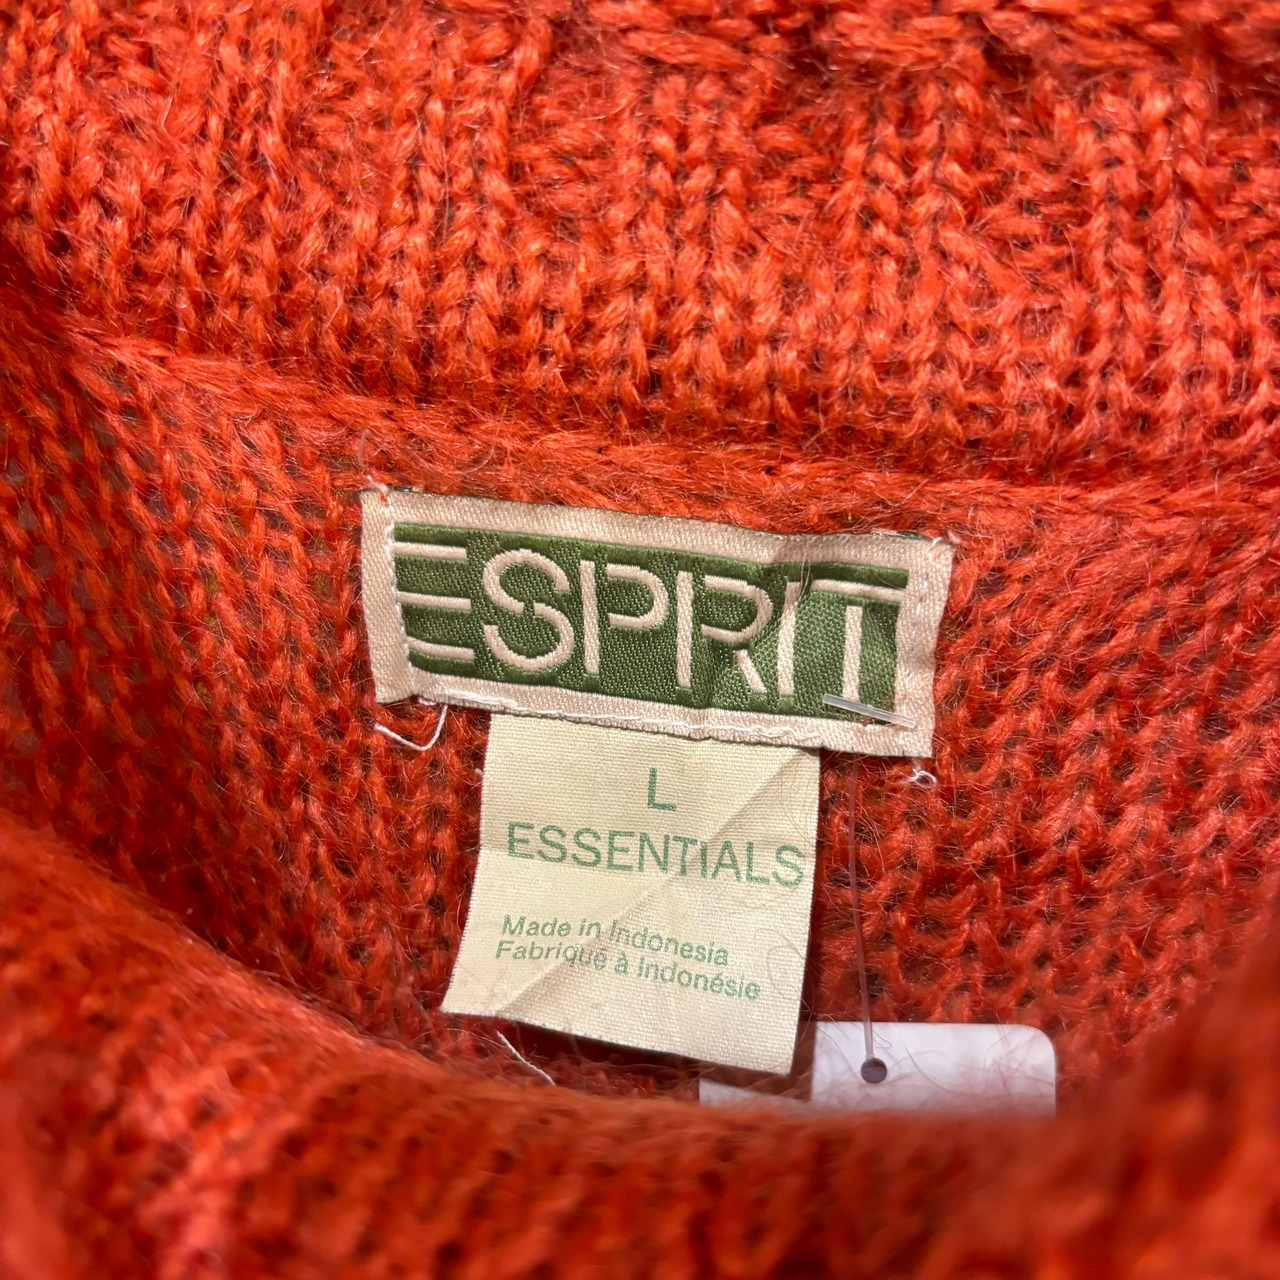 ESPRIT
L
ESSENTIALS
Made in Indonesia
Fabriqué à Indonésie